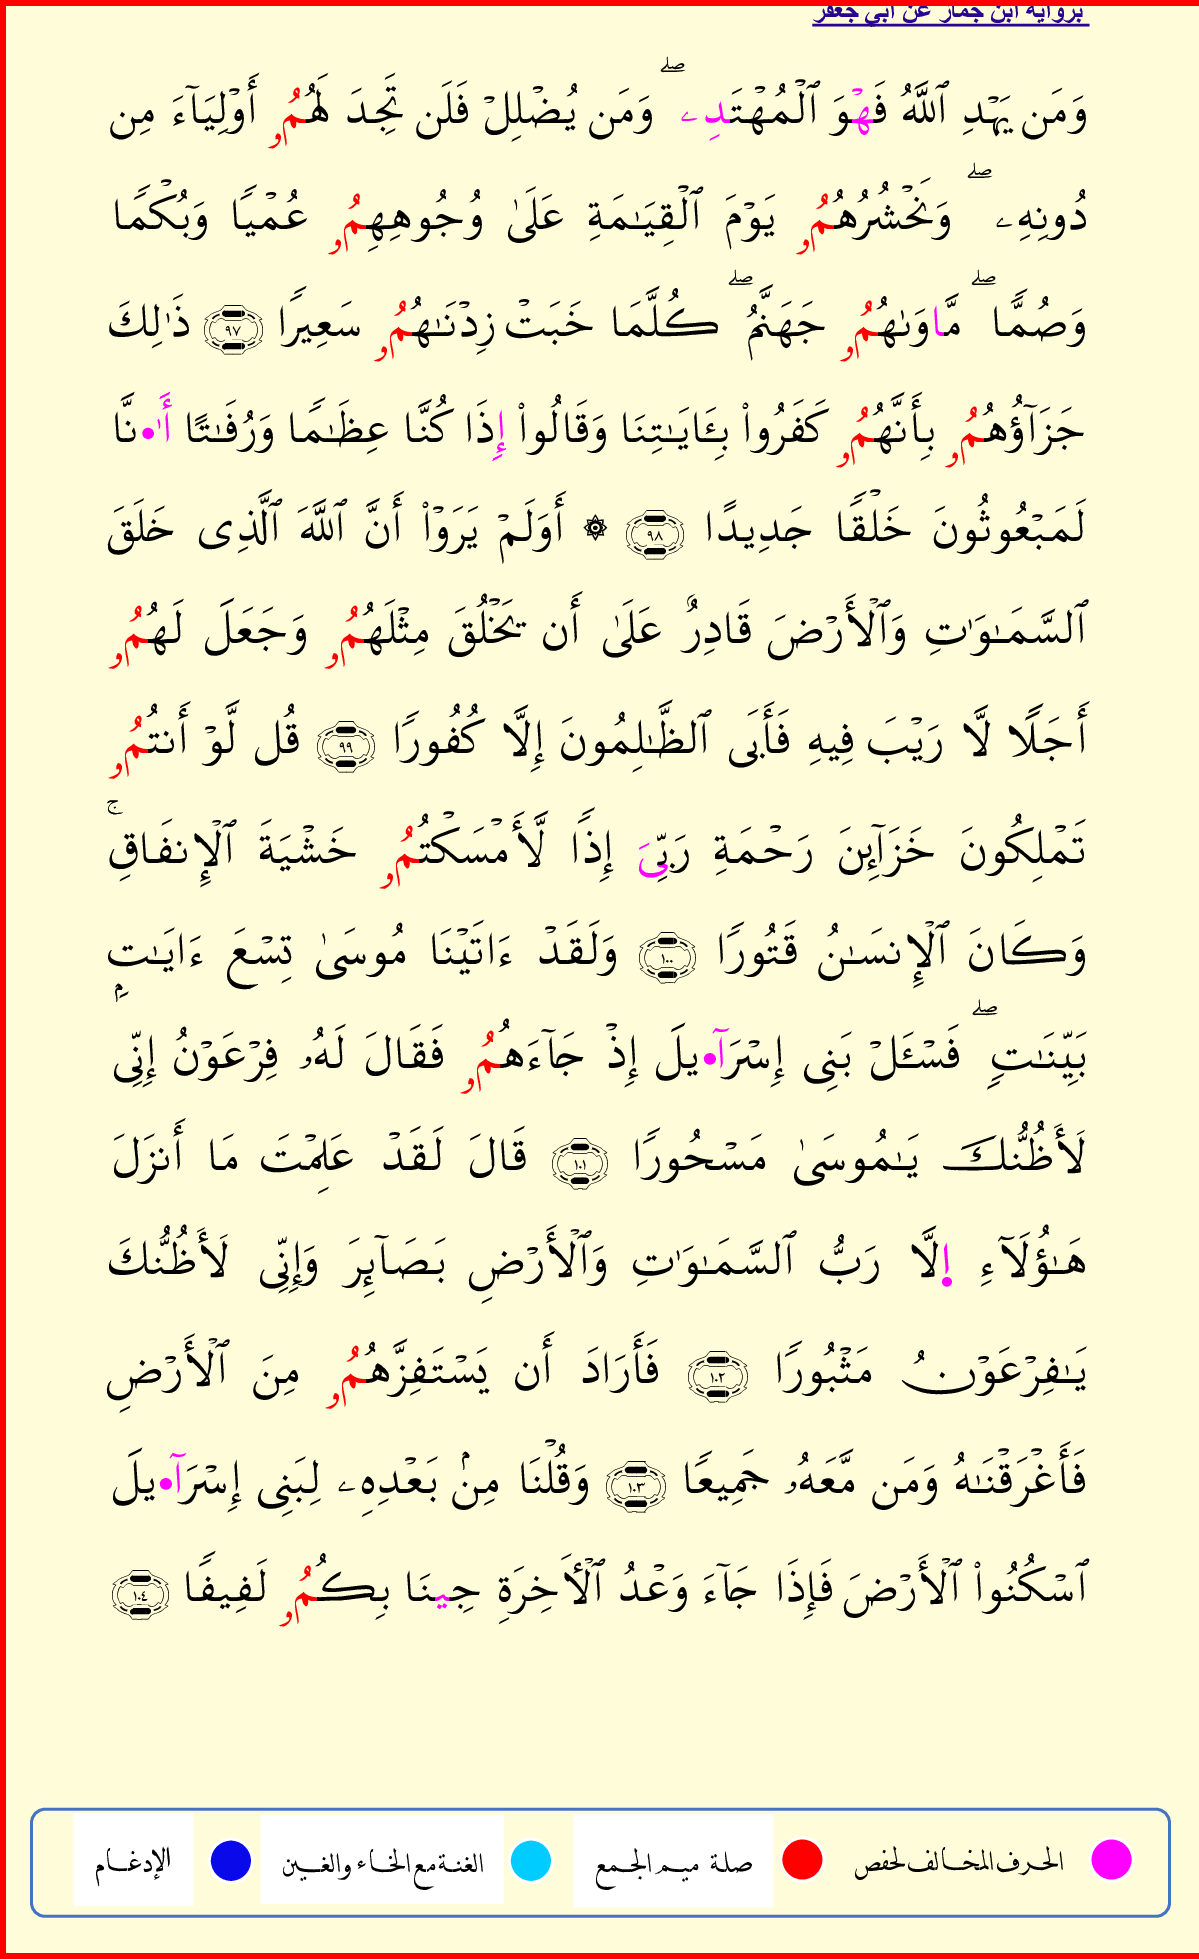 برواية ابن جماز عن أبي جعفر
وَمَن يَهۡدِ ٱللَّهُ فَهۡوَ ٱلۡمُهۡتَدِۦۖ وَمَن يُضۡلِلۡ فَلَن تَجِدَ لَهُمُۥ أَوۡلِيَآءَ مِن
دُونِهِۦۖ وَنَحۡشُرُهُمُۥ يَوۡمَ ٱلۡقِيَـٰمَةِ عَلَىٰ وُجُوهِهِمُۥ عُمۡيًا وَبُكۡمًا
وَصُمًّاۖ مَّاوَىٰهُمُۥ جَهَنَّمُۖ كُلَّمَا خَبَتۡ زِدۡنَـٰهُمُۥ سَعِيرًا ٩٧ ذَٰلِكَ
جَزَآؤُهُمُۥ بِأَنَّهُمُۥ كَفَرُوا۟ بِـَٔايَـٰتِنَا وَقَالُوا۟ إِذَا كُنَّا عِظَـٰمًا وَرُفَـٰتًا أَٰ۬نَّا
لَمَبۡعُوثُونَ خَلۡقًا جَدِيدًا ٩٨ ۞ أَوَلَمۡ يَرَوۡا۟ أَنَّ ٱللَّهَ ٱلَّذِى خَلَقَ
ٱلسَّمَـٰوَٰتِ وَٱلۡأَرۡضَ قَادِرٌ عَلَىٰٓ أَن يَخۡلُقَ مِثۡلَهُمُۥ وَجَعَلَ لَهُمُۥ
أَجَلًا لَّا رَيۡبَ فِيهِ فَأَبَى ٱلظَّـٰلِمُونَ إِلَّا كُفُورًا ٩٩ قُل لَّوۡ أَنتُمُۥ
تَمۡلِكُونَ خَزَآئِنَ رَحۡمَةِ رَبِّىَ إِذًا لَّأَمۡسَكۡتُمُۥ خَشۡيَةَ ٱلۡإِنفَاقِۚ
وَكَانَ ٱلۡإِنسَـٰنُ قَتُورًا ١٠٠ وَلَقَدۡ ءَاتَيۡنَا مُوسَىٰ تِسۡعَ ءَايَـٰتِۭ
بَيِّنَـٰتٍۖ فَسۡـَٔلۡ بَنِى إِسۡرَآ۬يلَ إِذۡ جَآءَهُمُۥ فَقَالَ لَهُۥ فِرۡعَوۡنُ إِنِّى
لَأَظُنُّكَ يَـٰمُوسَىٰ مَسۡحُورًا ١٠١ قَالَ لَقَدۡ عَلِمۡتَ مَا أَنزَلَ
هَـٰؤُلَآءِ ا۪لَّا رَبُّ ٱلسَّمَـٰوَٰتِ وَٱلۡأَرۡضِ بَصَآئِرَ وَإِنِّى لَأَظُنُّكَ
يَـٰفِرۡعَوۡنُ مَثۡبُورًا ١٠٢ فَأَرَادَ أَن يَسۡتَفِزَّهُمُۥ مِنَ ٱلۡأَرۡضِ
فَأَغۡرَقۡنَـٰهُ وَمَن مَّعَهُۥ جَمِيعًا ١٠٣ وَقُلۡنَا مِنۢ بَعۡدِهِۦ لِبَنِى إِسۡرَآ۬يلَ
ٱسۡكُنُوا۟ ٱلۡأَرۡضَ فَإِذَا جَآءَ وَعۡدُ ٱلۡأَخِرَةِ جِينَا بِكُمُۥ لَفِيفًا ١٠٤
الحرف المخالف لحفص صلة ميم الجمع الغنة مع الخاء والغين الإدغام